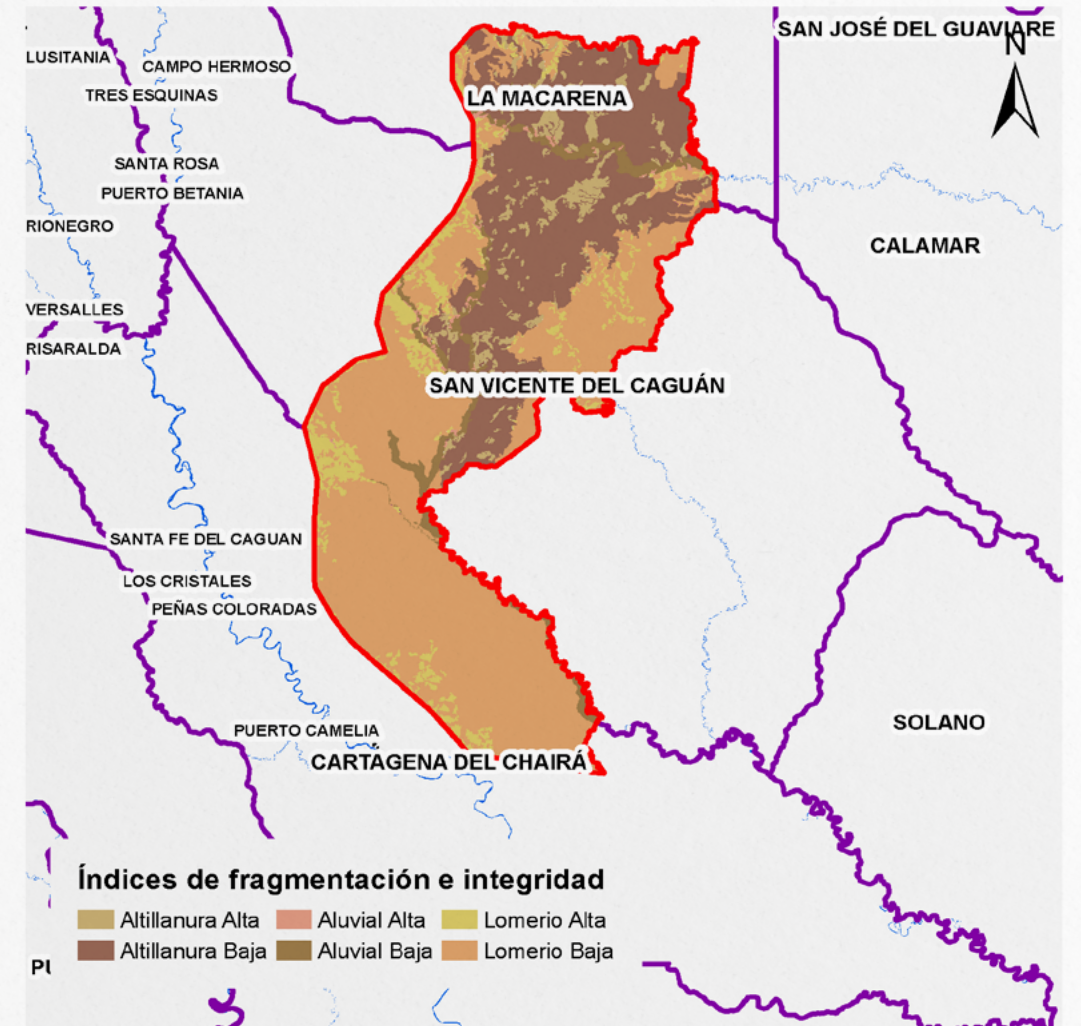 SAN JOSÉ DEL GUAVIARE
N
LUSITANIA
CAMPO HERMOSO
TRES ESQUINAS
LA MACARENA
SANTA ROSA
PUERTO BETANIA
RIONEGRO
CALAMAR
VERSALLES
RISARALDA
SAN VICENTE DEL CAGUÁN
SANTA FE DEL CAGUAN
LOS CRISTALES
PEÑAS COLORADAS
SOLANO
PUERTO CAMELIA
CARTAGENA DEL CHAIRÁ
Índices de fragmentación e integridad
Altillanura Alta Aluvial Alta Lomerio Alta
Altillanura Baja Aluvial Baja Lomerio Baja